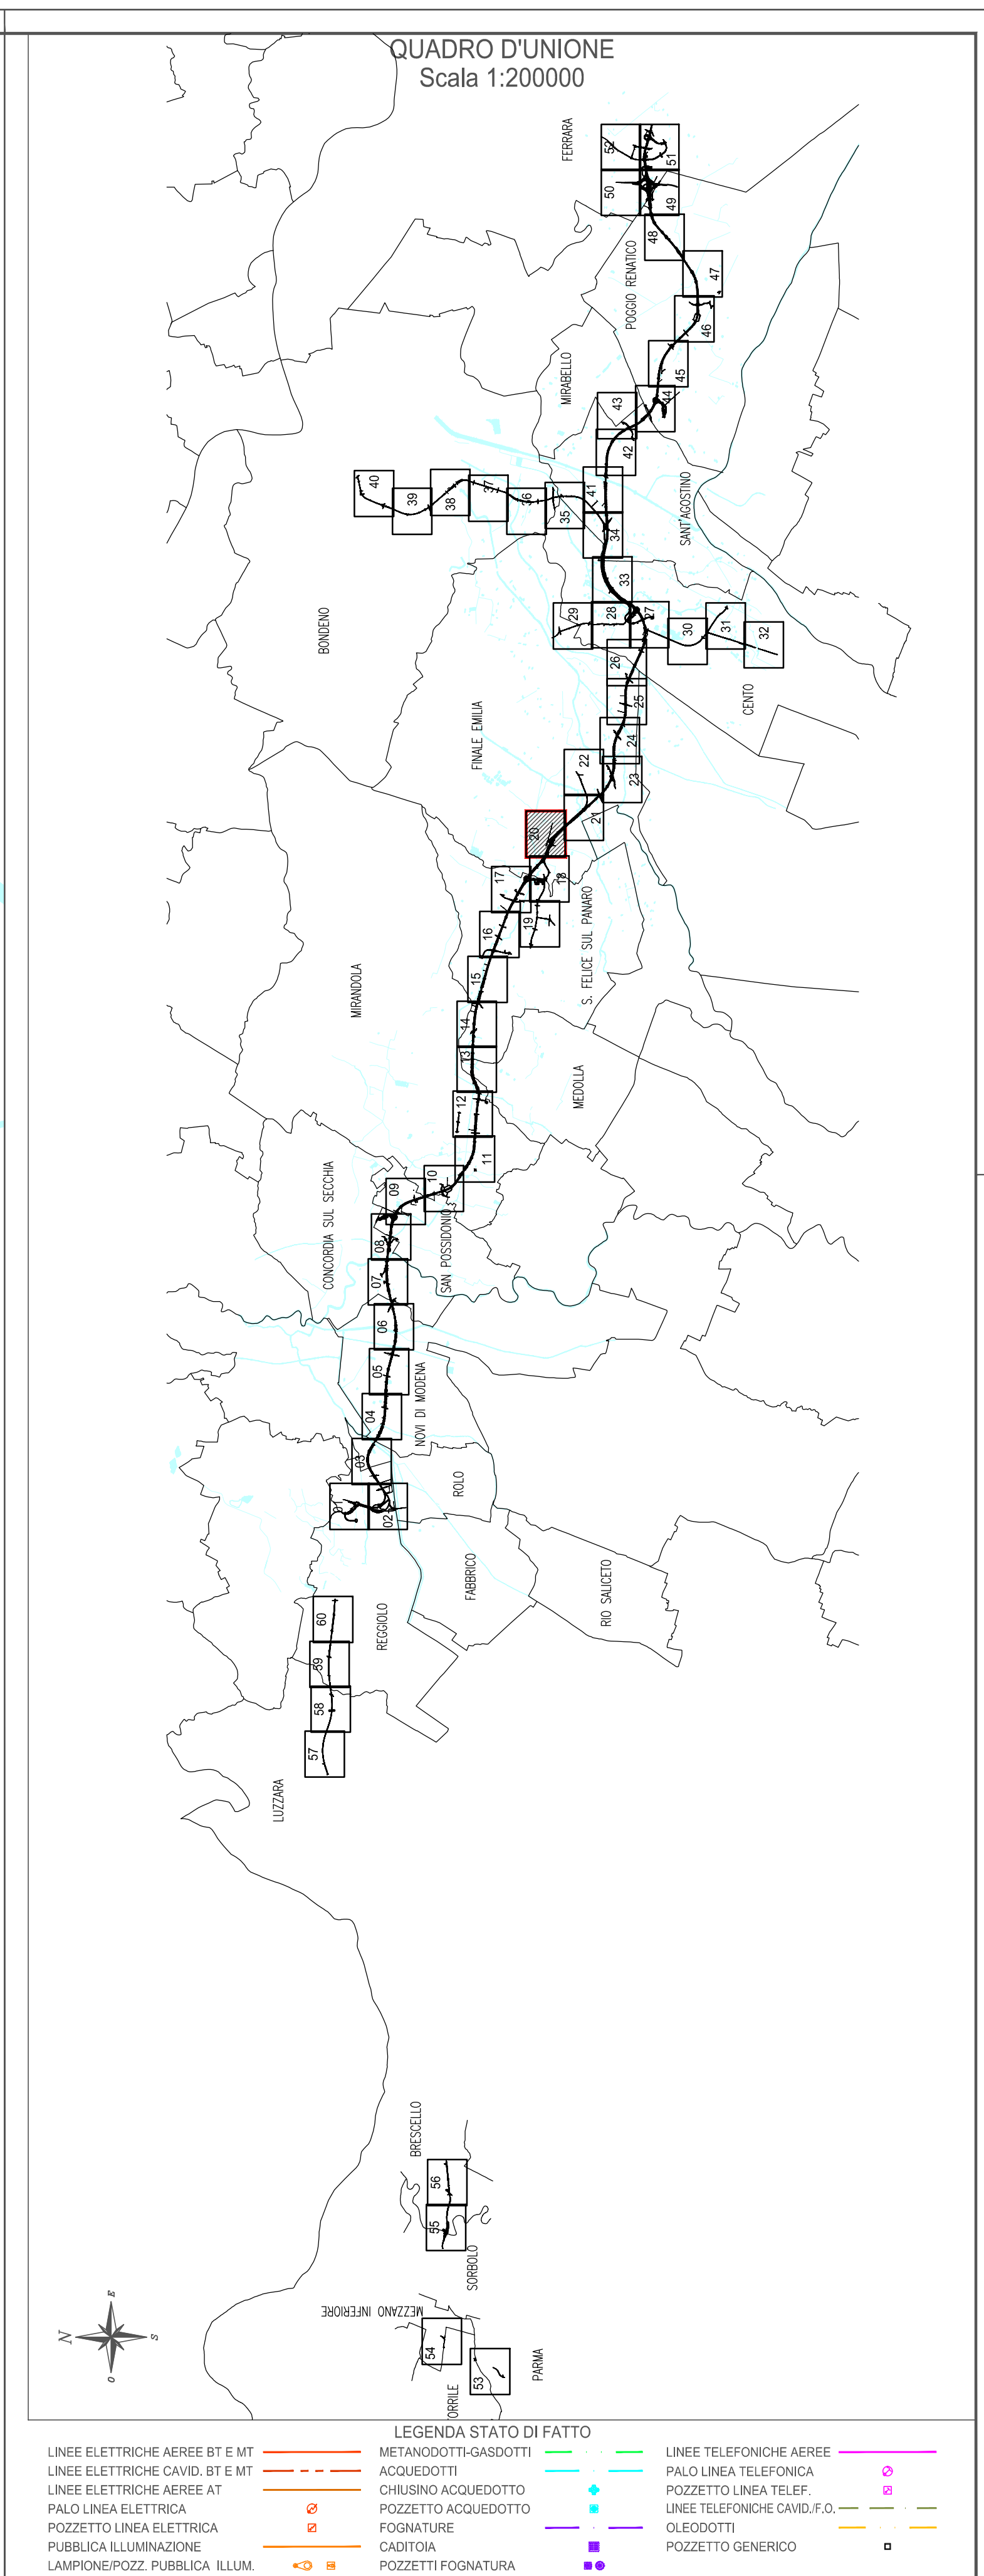 QUADRO D'UNIONE
Scala 1:200000
FERRARA
52
51
50
49
48
POGGIO RENATICO
47
46
MIRABELLO
45
44
43
42
40
39
38
37
36
35
41
34
SANT'AGOSTINO
33
BONDENO
29
28
27
30
31
32
26
25
CENTO
FINALE EMILIA
24
22
23
21
20
17
18
19
16
S. FELICE SUL PANARO
15
MIRANDOLA
14
13
12
MEDOLLA
11
10
09
CONCORDIA SUL SECCHIA
SAN POSSIDONIO
08
07
06
05
NOVI DI MODENA
04
03
ROLO
01
02
FABBRICO
RIO SALICETO
60
REGGIOLO
59
58
57
LUZZARA
BRESCELLO
56
55
SORBOLO
MEZZANO INFERIORE
54
53
PARMA
TORRILE
N
E
S
O
LEGENDA STATO DI FATTO
LINEE ELETTRICHE AEREE BT E MT
METANODOTTI-GASDOTTI
LINEE TELEFONICHE AEREE
LINEE ELETTRICHE CAVID. BT E MT
ACQUEDOTTI
PALO LINEA TELEFONICA
LINEE ELETTRICHE AEREE AT
CHIUSINO ACQUEDOTTO
POZZETTO LINEA TELEF.
PALO LINEA ELETTRICA
POZZETTO ACQUEDOTTO
LINEE TELEFONICHE CAVID./F.O.
POZZETTO LINEA ELETTRICA
FOGNATURE
OLEODOTTI
PUBBLICA ILLUMINAZIONE
CADITOIA
POZZETTO GENERICO
LAMPIONE/POZZ. PUBBLICA ILLUM.
POZZETTI FOGNATURA